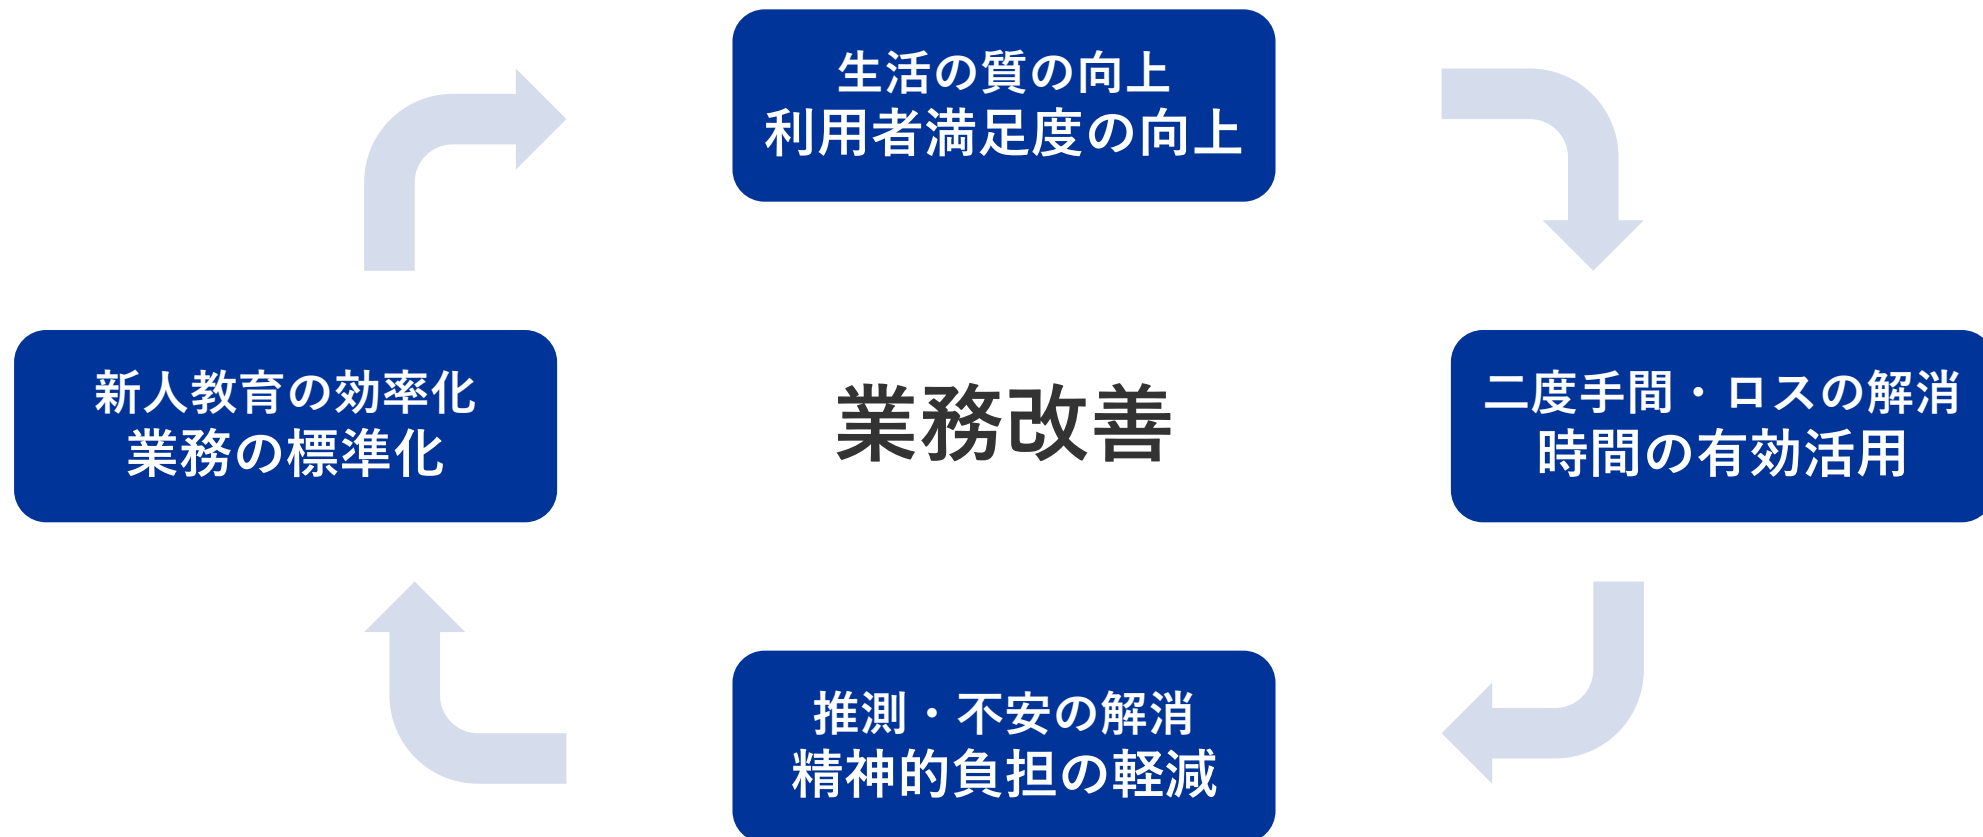 生活の質の向上
利用者満足度の向上
新人教育の効率化
業務の標準化
業務改善
二度手間・ロスの解消
時間の有効活用
推測・不安の解消
精神的負担の軽減